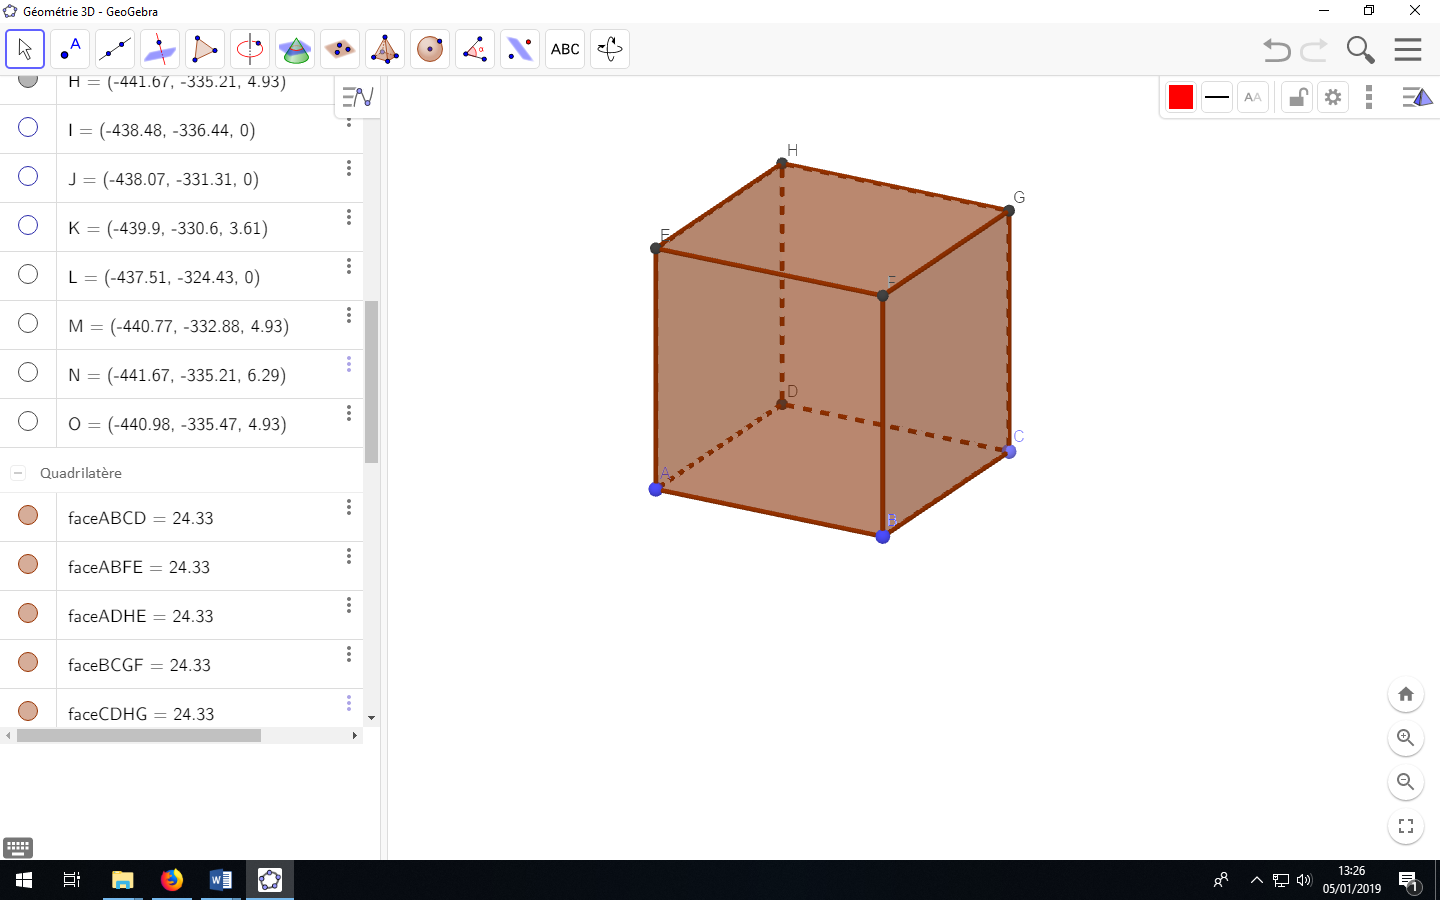 Géométrie 3D - GeoGebra
A
α
ABC
H = (-441.67, -335.21, 4.93)
I = (-438.48, -336.44, 0)
J = (-438.07, -331.31, 0)
K = (-439.9, -330.6, 3.61)
L = (-437.51, -324.43, 0)
M = (-440.77, -332.88, 4.93)
N = (-441.67, -335.21, 6.29)
O = (-440.98, -335.47, 4.93)
Quadrilatère
faceABCD = 24.33
faceABFE = 24.33
faceADHE = 24.33
faceBCGF = 24.33
faceCDHG = 24.33
AA
H
G
E
F
D
C
A
B
13:26
05/01/2019
1